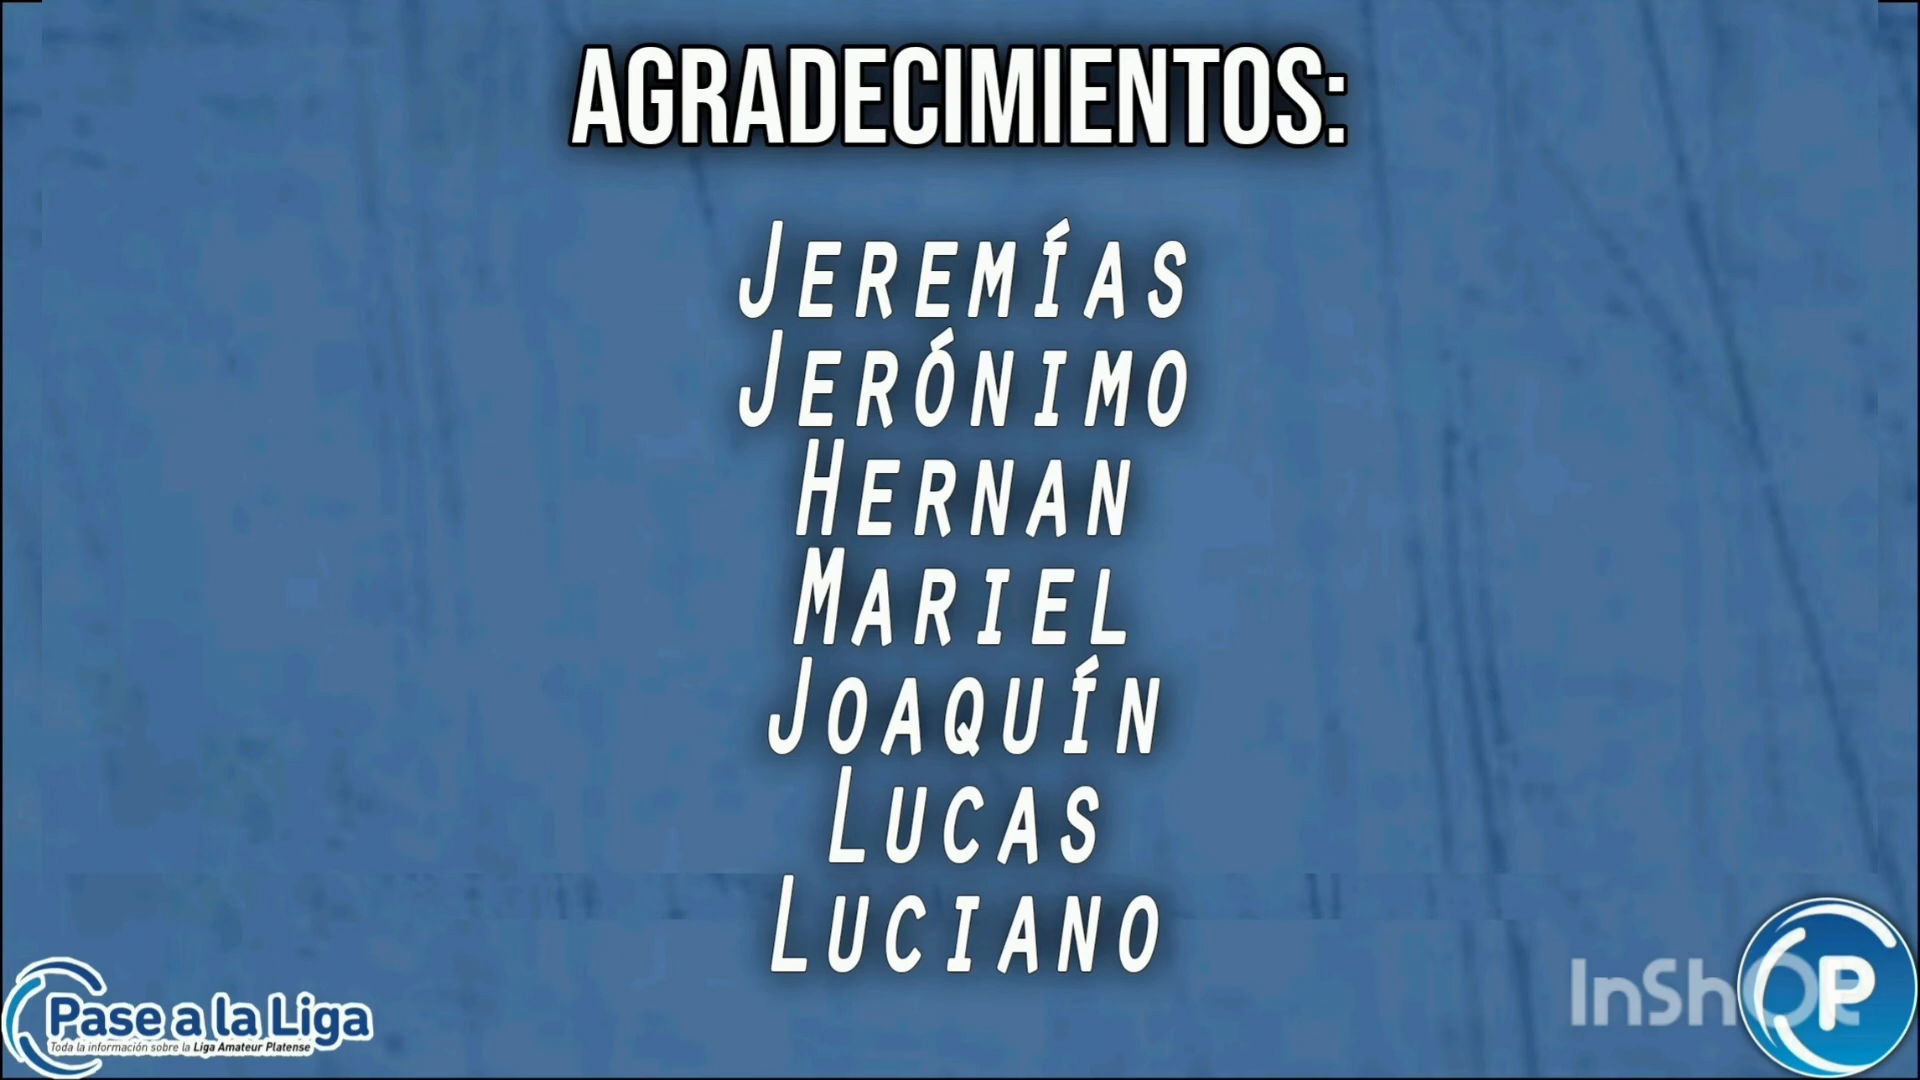 AGRADECIMIENTOS:
JEREMÍAS
JERÓNIMO
HERNAN
MARIEL
JOAQUÍN
LUCAS
LUCIANO
Pase a la Liga
Toda la información sobre la Liga Amateur Platense
InShOt
P